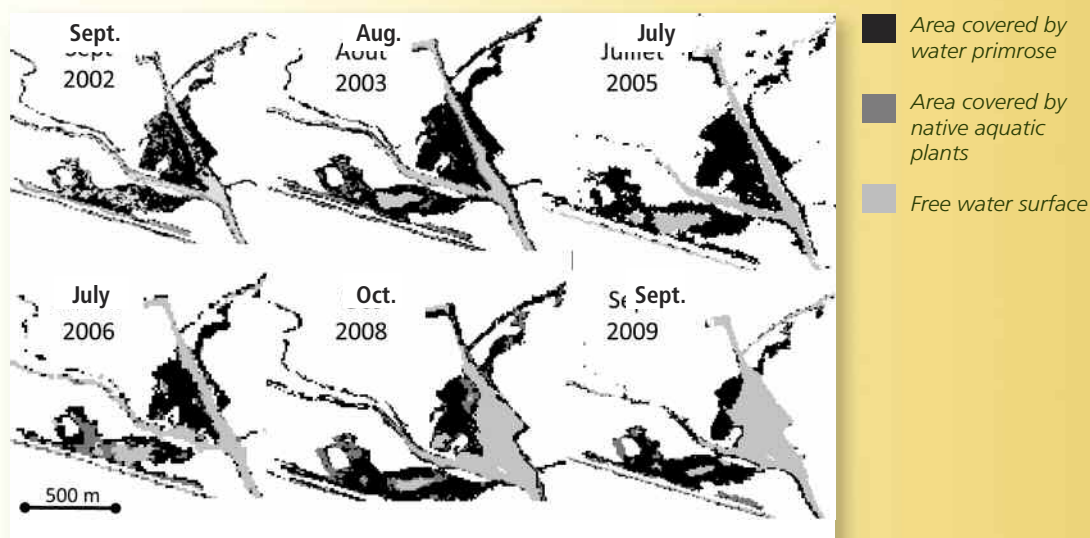 Sept.
Sept
2002
Aug.
Août
2003
July
Juillet
2005
July
2006
Oct.
2008
Sept.
2009
500 m
Area covered by
water primrose
Area covered by
native aquatic
plants
Free water surface